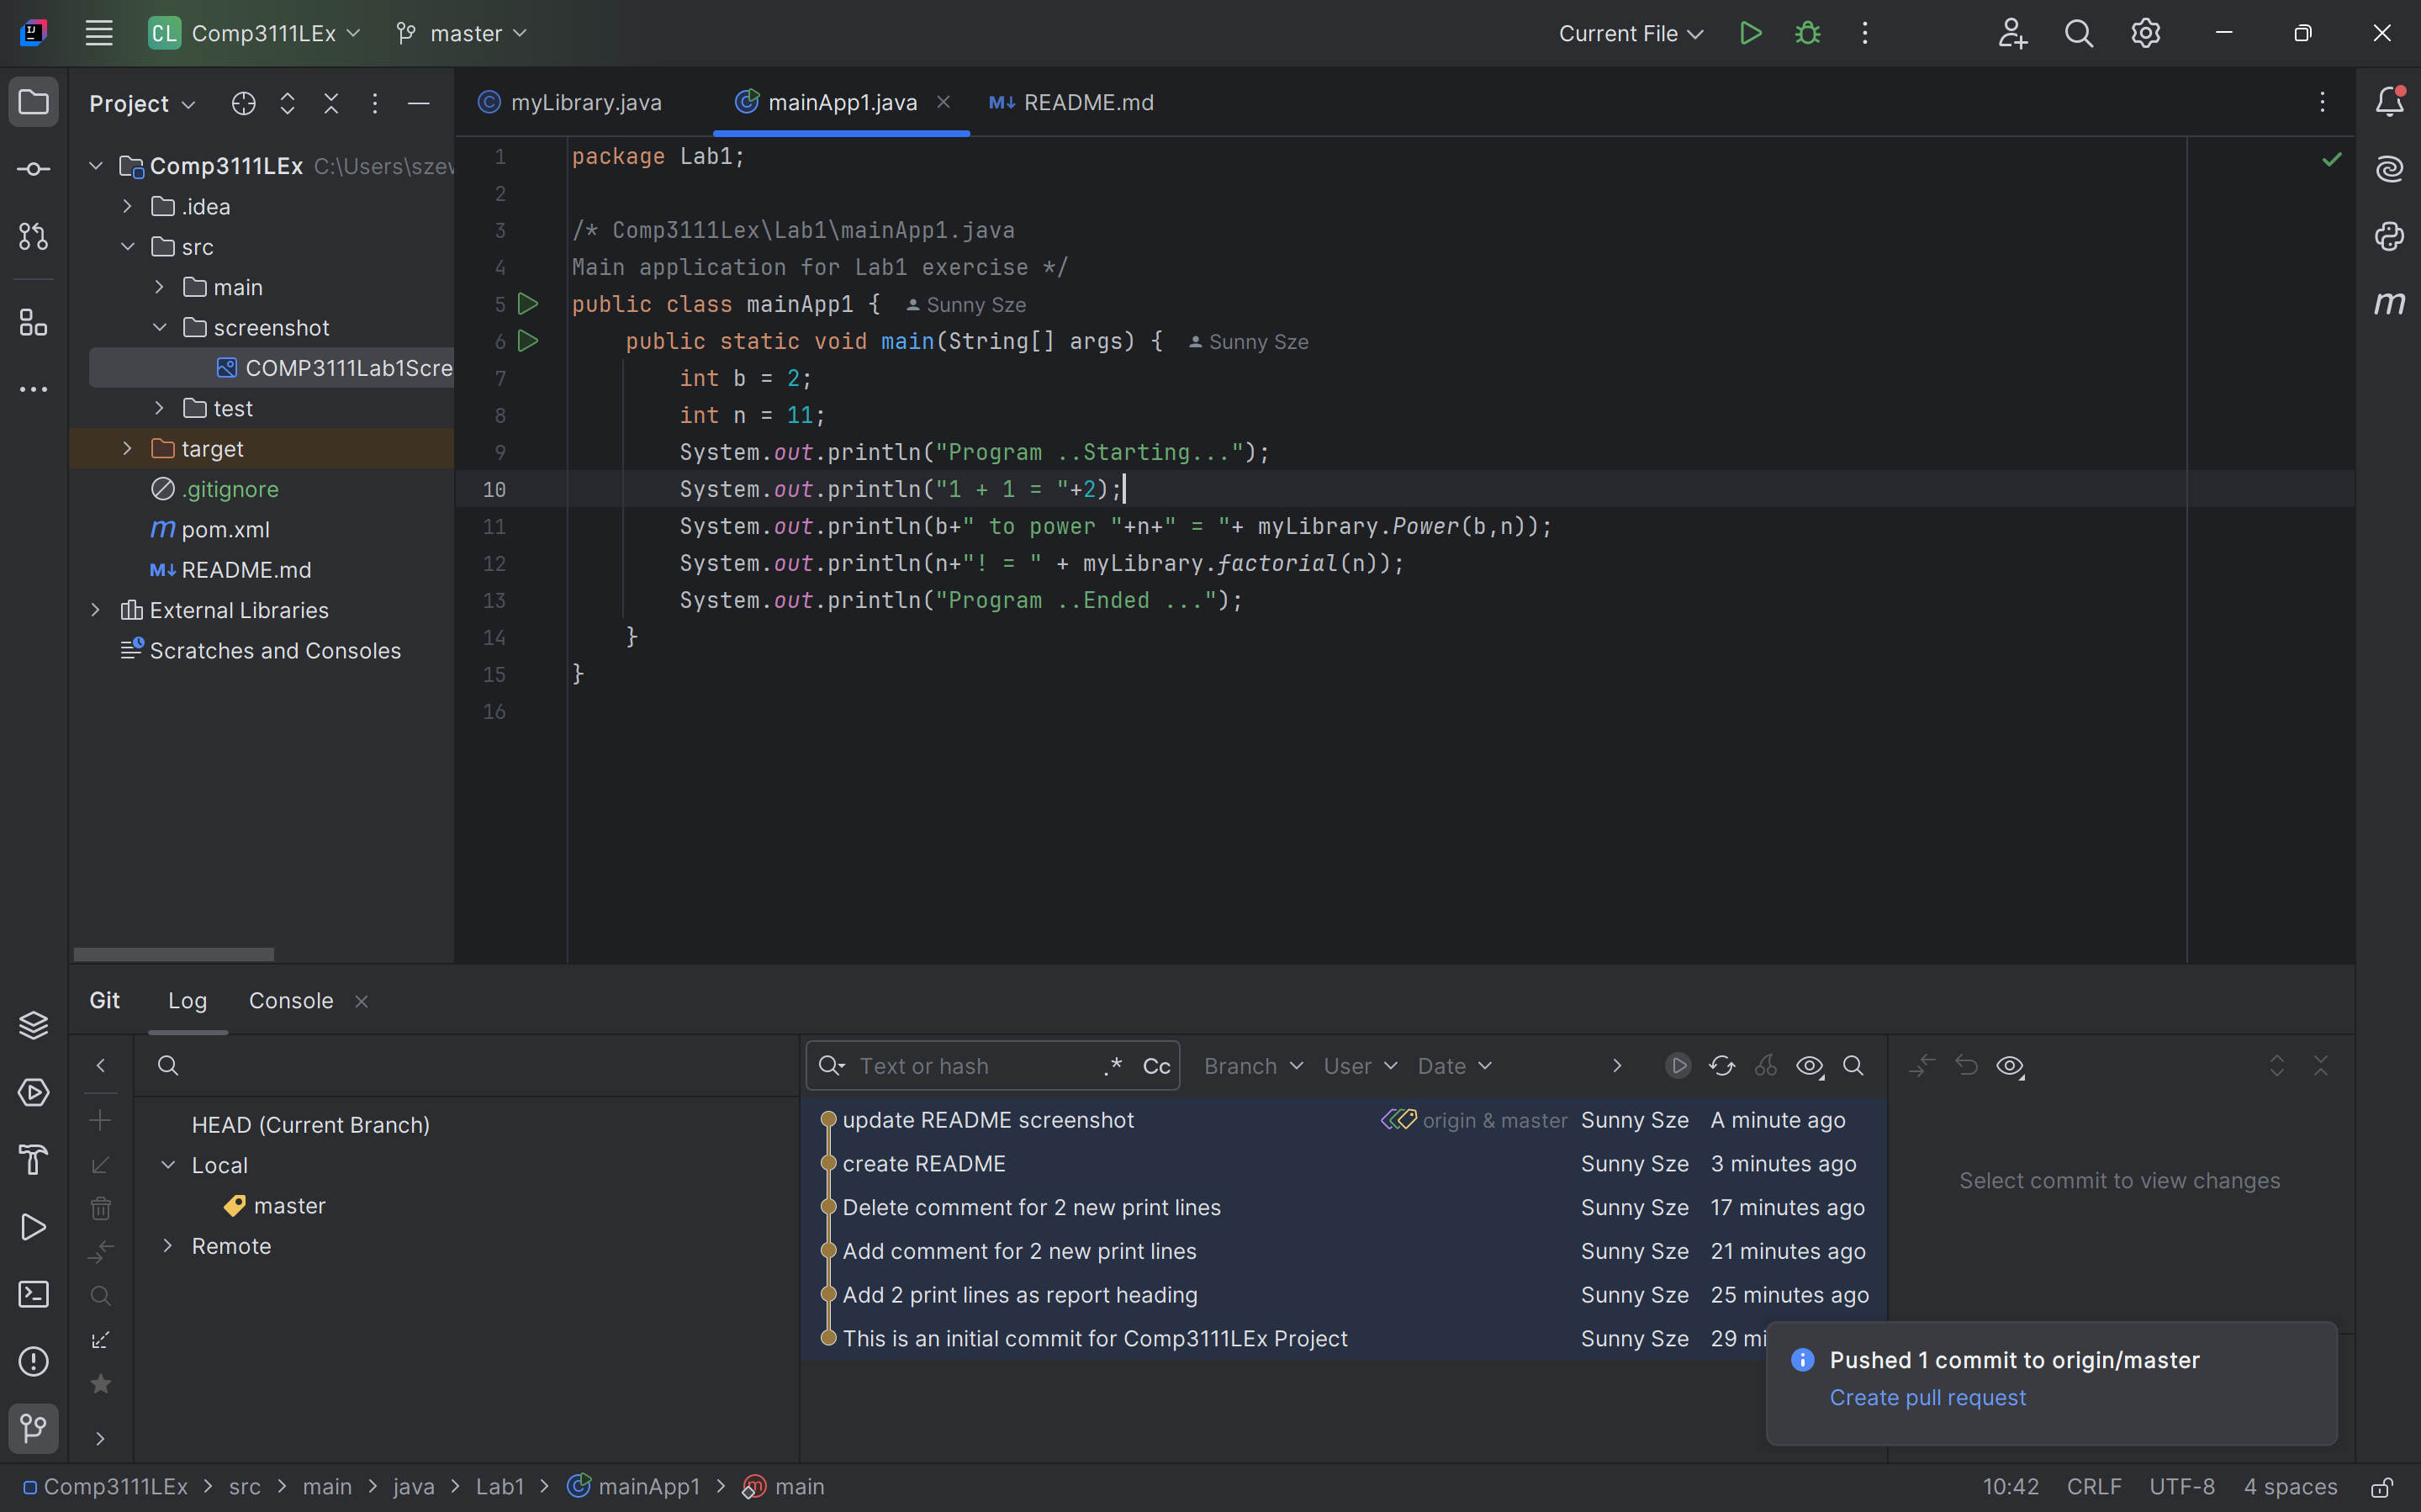 CL Comp3111LEx master Current File
Project
myLibrary.java mainApp1.java M↓ README.md
Comp3111LEx C:\Users\szew
.idea
src
main
screenshot
COMP3111Lab1Scre
test
target
.gitignore
m pom.xml
M↓ README.md
External Libraries
Scratches and Consoles
1 package Lab1;
2
3 /* Comp3111Lex\Lab1\mainApp1.java
4 Main application for Lab1 exercise */
5 public class mainApp1 { Sunny Sze
6 public static void main(String[] args) { Sunny Sze
7 int b = 2;
8 int n = 11;
9 System.out.println("Program ..Starting...");
10 System.out.println("1 + 1 = "+2);
11 System.out.println(b+" to power "+n+" = "+ myLibrary.Power(b,n));
12 System.out.println(n+"! = " + myLibrary.factorial(n));
13 System.out.println("Program ..Ended ...");
14 }
15 }
16
Git Log Console
HEAD (Current Branch)
Local
master
Remote
Text or hash .* Cc Branch User Date
update README screenshot origin & master Sunny Sze A minute ago
create README Sunny Sze 3 minutes ago
Delete comment for 2 new print lines Sunny Sze 17 minutes ago
Add comment for 2 new print lines Sunny Sze 21 minutes ago
Add 2 print lines as report heading Sunny Sze 25 minutes ago
This is an initial commit for Comp3111LEx Project Sunny Sze 29 mi
Select commit to view changes
Pushed 1 commit to origin/master
Create pull request
Comp3111LEx > src > main > java > Lab1 > mainApp1 > main 10:42 CRLF UTF-8 4 spaces